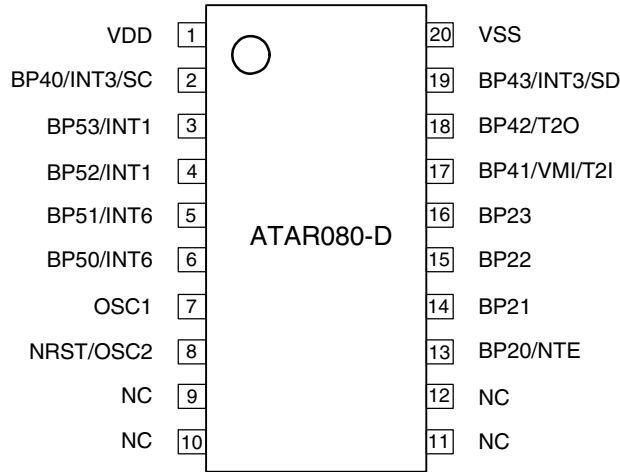 VDD 1 20 VSS
BP40/INT3/SC 2 19 BP43/INT3/SD
BP53/INT1 3 18 BP42/T2O
BP52/INT1 4 17 BP41/VMI/T2I
BP51/INT6 5 16 BP23
ATAR080-D
BP50/INT6 6 15 BP22
OSC1 7 14 BP21
NRST/OSC2 8 13 BP20/NTE
NC 9 12 NC
NC 10 11 NC